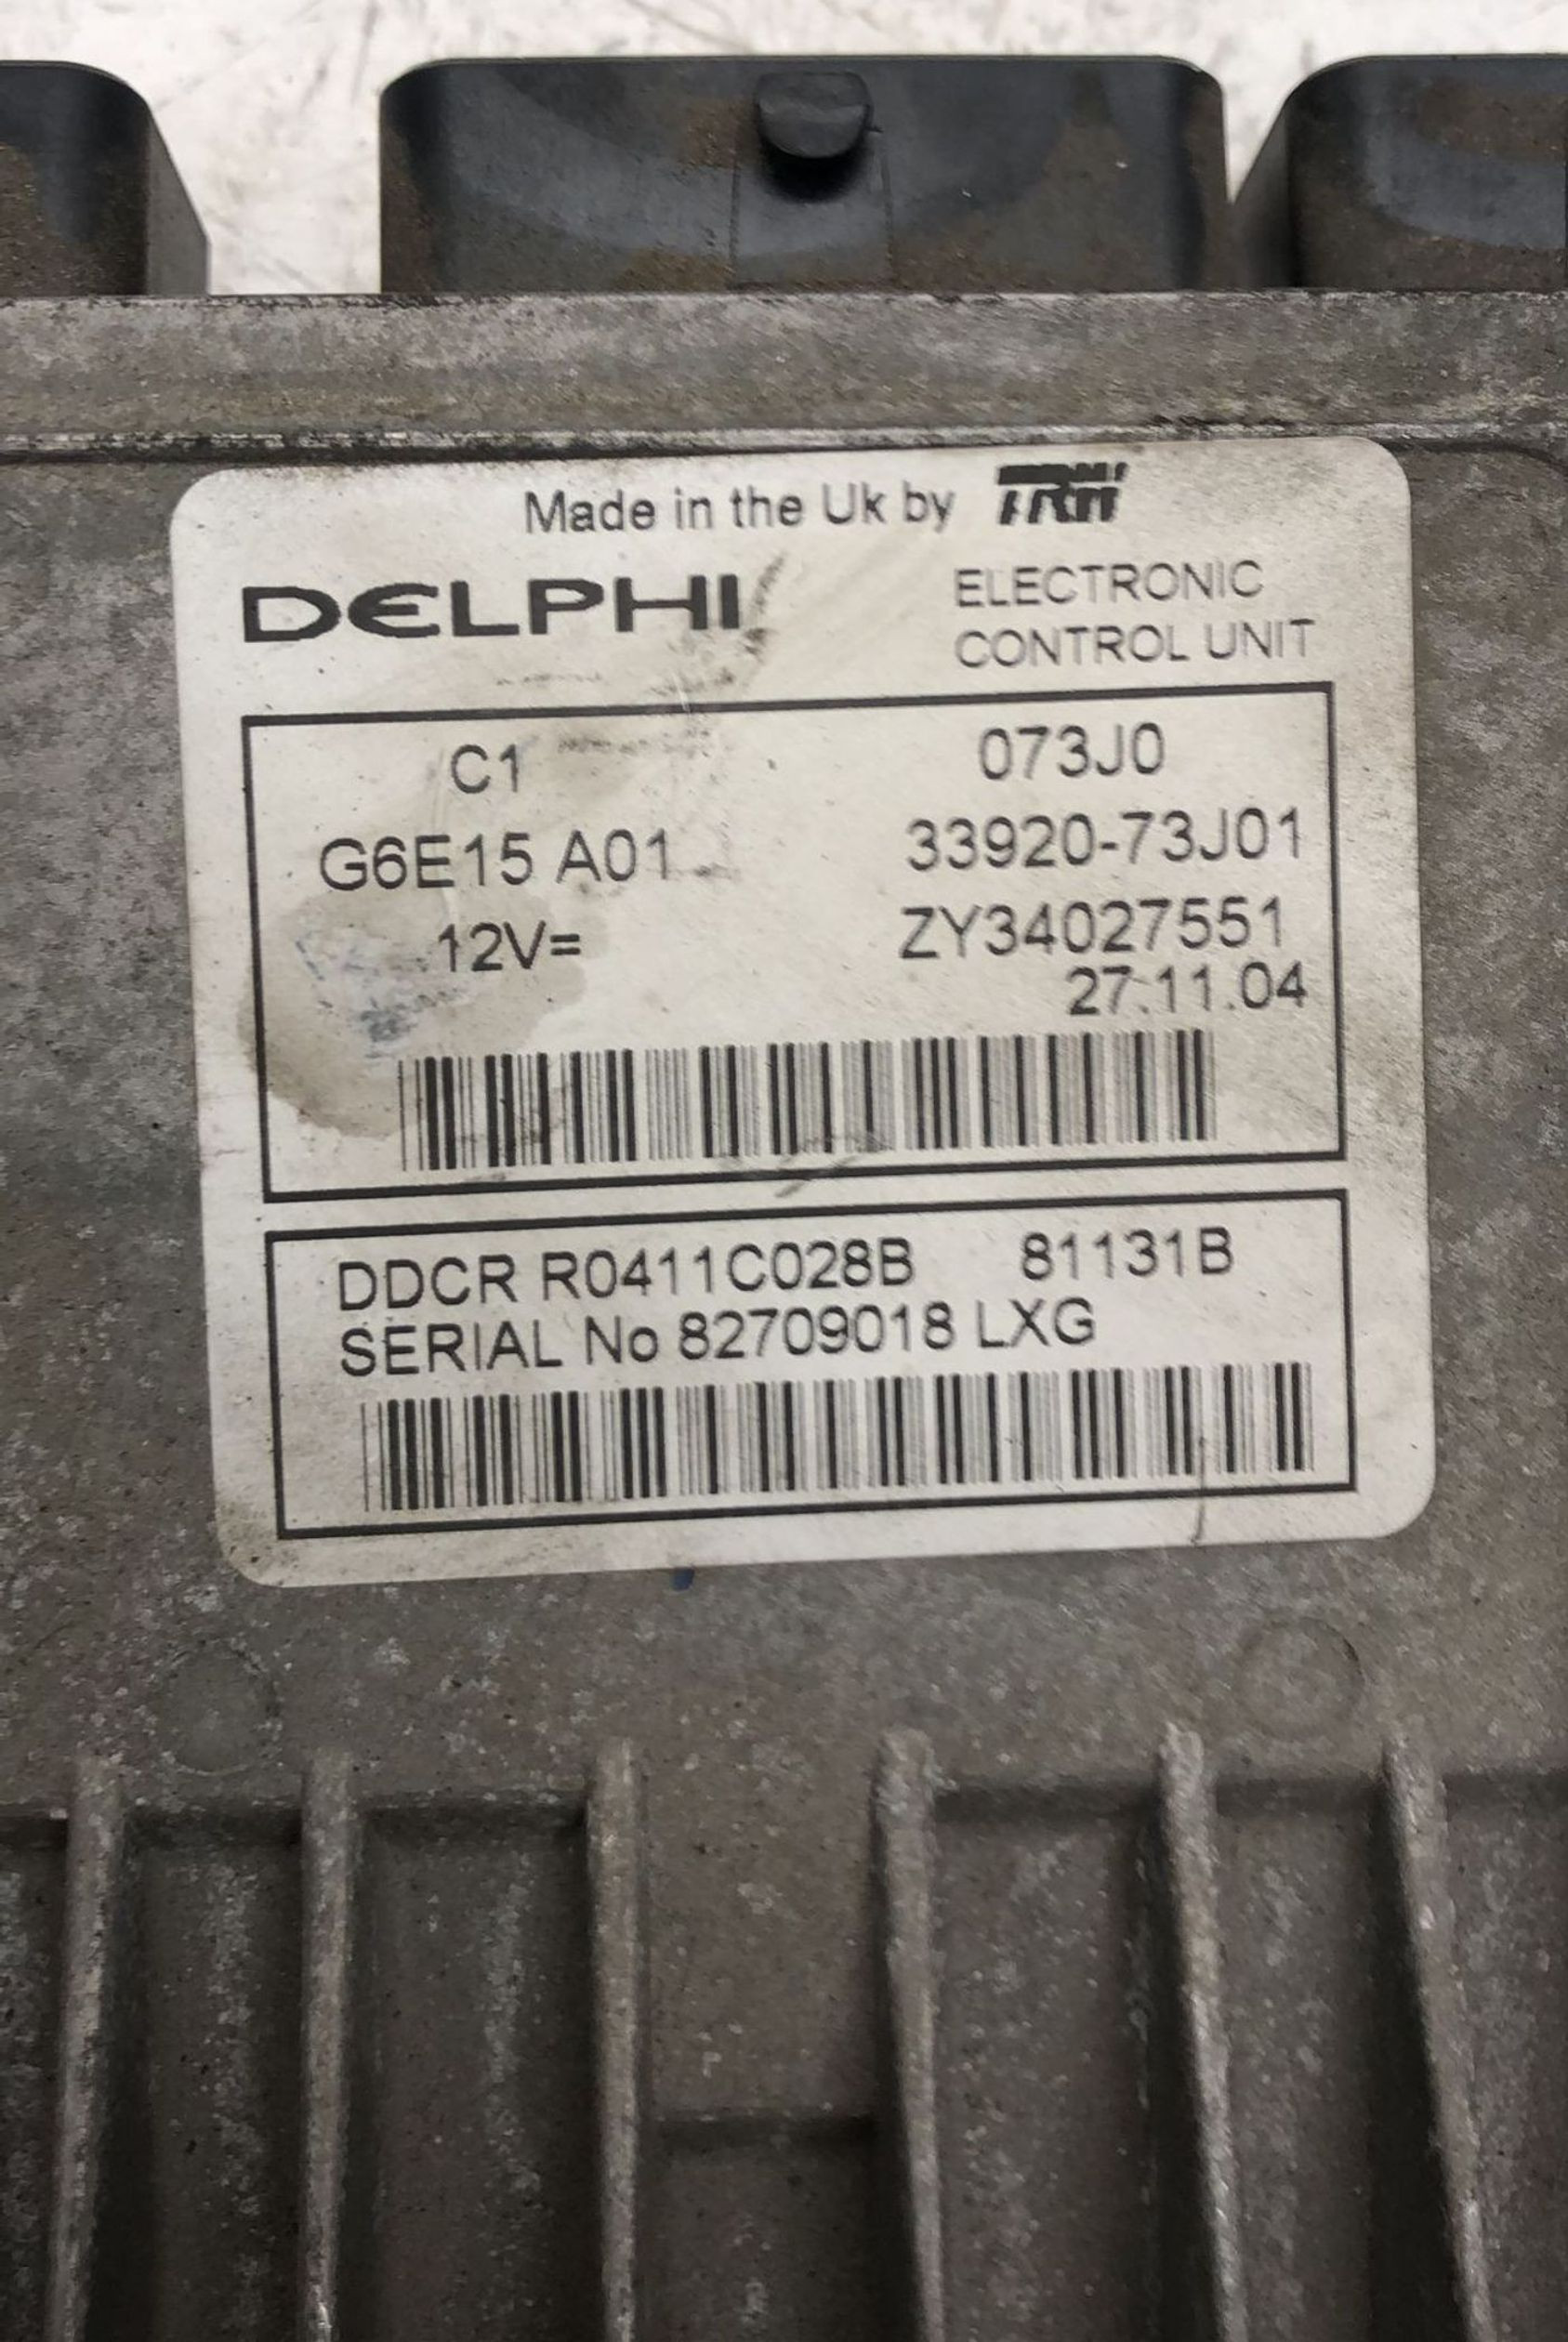 Made in the Uk by TRW
DELPHI
ELECTRONIC
CONTROL UNIT
C1 073J0
G6E15 A01 33920-73J01
12V= ZY34027551
27.11.04
DDCR R0411C028B 81131B
SERIAL No 82709018 LXG